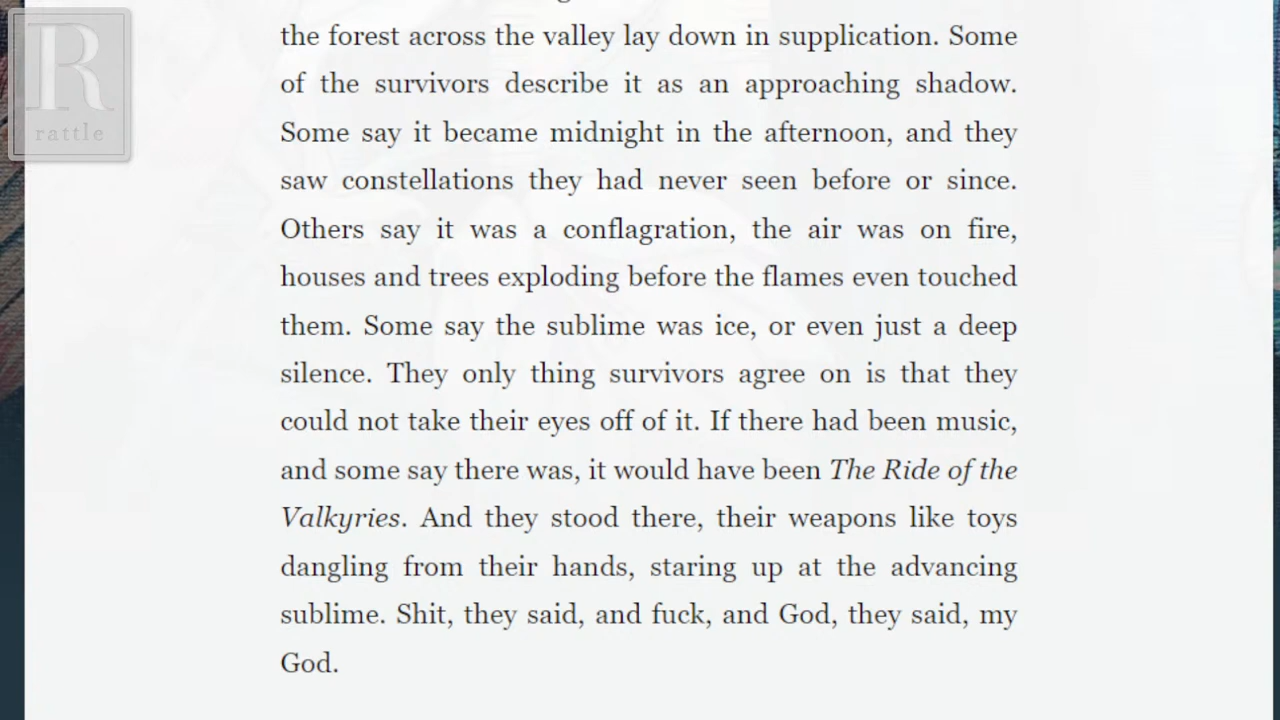 R
rattle
the forest across the valley lay down in supplication. Some
of the survivors describe it as an approaching shadow.
Some say it became midnight in the afternoon, and they
saw constellations they had never seen before or since.
Others say it was a conflagration, the air was on fire,
houses and trees exploding before the flames even touched
them. Some say the sublime was ice, or even just a deep
silence. They only thing survivors agree on is that they
could not take their eyes off of it. If there had been music,
and some say there was, it would have been The Ride of the
Valkyries. And they stood there, their weapons like toys
dangling from their hands, staring up at the advancing
sublime. Shit, they said, and fuck, and God, they said, my
God.